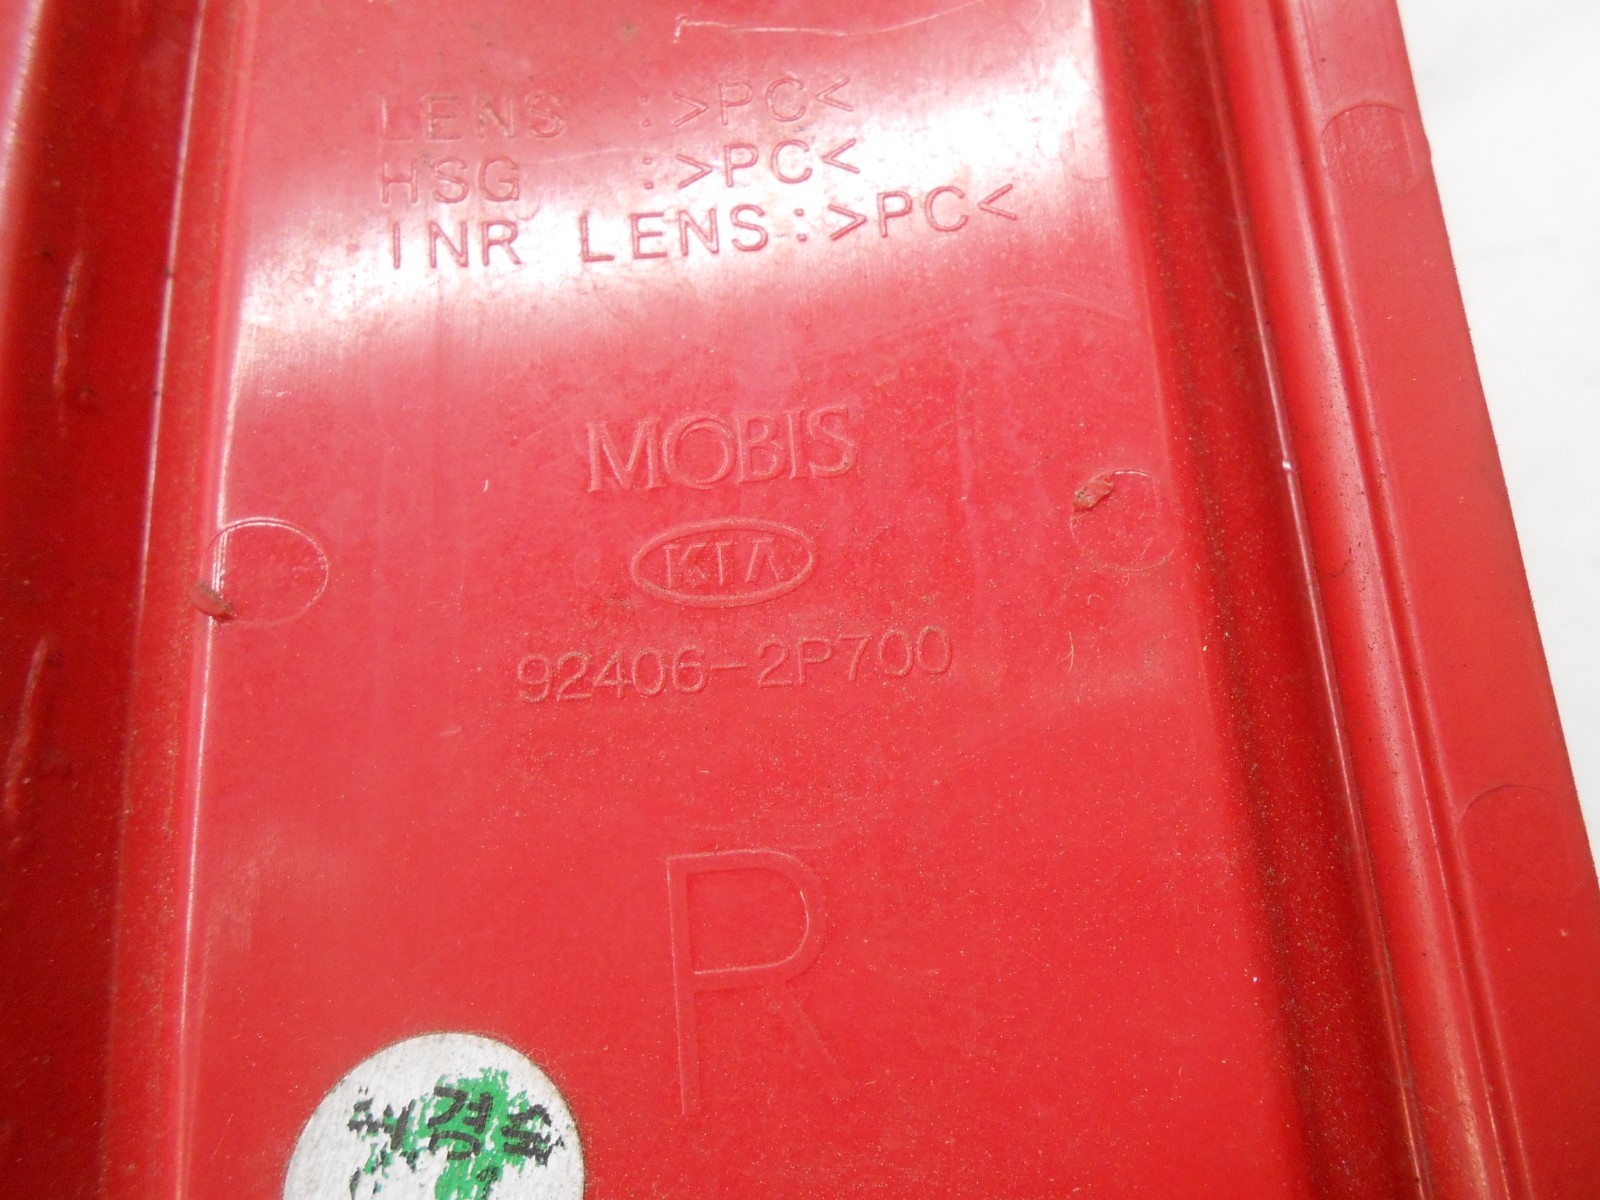 LENS :>PC<
HSG :>PC<
INR LENS:>PC<
MOBIS
KIA
92406-2P700
R